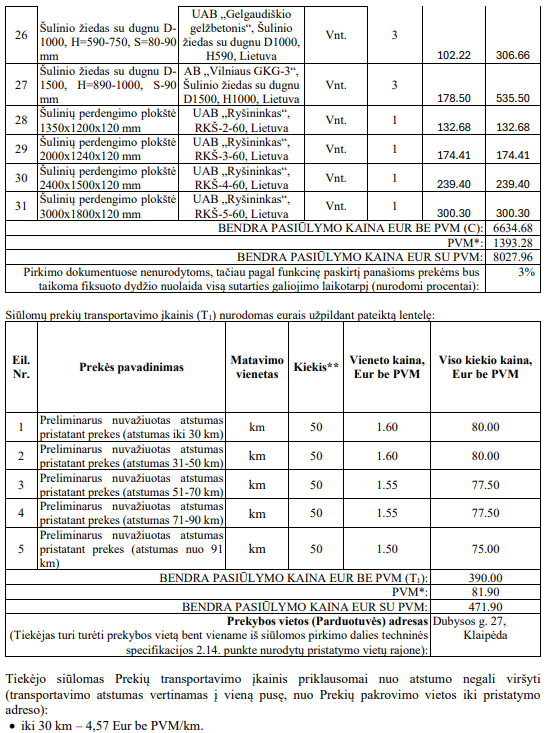 26 Šulinio žiedas su dugnu D-
1000, H=590-750, S=80-90
mm
UAB „Gelgaudiškio
gelžbetonis“, Šulinio
žiedas su dugnu D1000,
H590, Lietuva
Vnt. 3 102.22 306.66
27 Šulinio žiedas su dugnu D-
1500, H=890-1000, S-90
mm
AB „Vilniaus GKG-3“,
Šulinio žiedas su dugnu
D1500, H1000, Lietuva
Vnt. 3 178.50 535.50
28 Šulinių perdengimo plokštė
1350x1200x120 mm
UAB „Ryšininkas“,
RKŠ-2-60, Lietuva
Vnt. 1 132.68 132.68
29 Šulinių perdengimo plokštė
2000x1240x120 mm
UAB „Ryšininkas“,
RKŠ-3-60, Lietuva
Vnt. 1 174.41 174.41
30 Šulinių perdengimo plokštė
2400x1500x120 mm
UAB „Ryšininkas“,
RKŠ-4-60, Lietuva
Vnt. 1 239.40 239.40
31 Šulinių perdengimo plokštė
3000x1800x120 mm
UAB „Ryšininkas“,
RKŠ-5-60, Lietuva
Vnt. 1 300.30 300.30
BENDRA PASIŪLYMO KAINA EUR BE PVM (C): 6634.68
PVM*: 1393.28
BENDRA PASIŪLYMO KAINA EUR SU PVM: 8027.96
Pirkimo dokumentuose nenurodytoms, tačiau pagal funkcinę paskirtį panašioms prekėms bus 3%
taikoma fiksuoto dydžio nuolaida visą sutarties galiojimo laikotarpį (nurodomi procentai):
Siūlomų prekių transportavimo įkainis (T1) nurodomas eurais užpildant pateiktą lentelę:
Eil.
Nr.
Prekės pavadinimas
Matavimo
vienetas
Kiekis**
Vieneto kaina,
Eur be PVM
Viso kiekio kaina,
Eur be PVM
1 Preliminarus nuvažiuotas atstumas
pristatant prekes (atstumas iki 30 km)
km 50 1.60 80.00
2 Preliminarus nuvažiuotas atstumas
pristatant prekes (atstumas 31-50 km)
km 50 1.60 80.00
3 Preliminarus nuvažiuotas atstumas
pristatant prekes (atstumas 51-70 km)
km 50 1.55 77.50
4 Preliminarus nuvažiuotas atstumas
pristatant prekes (atstumas 71-90 km)
km 50 1.55 77.50
5 Preliminarus nuvažiuotas atstumas
pristatant prekes (atstumas nuo 91
km)
km 50 1.50 75.00
BENDRA PASIŪLYMO KAINA EUR BE PVM (T1): 390.00
PVM*: 81.90
BENDRA PASIŪLYMO KAINA EUR SU PVM: 471.90
Prekybos vietos (Parduotuvės) adresas
(Tiekėjas turi turėti prekybos vietą bent viename iš siūlomos pirkimo dalies techninės
specifikacijos 2.14. punkte nurodytų pristatymo vietų rajone):
Dubysos g. 27,
Klaipėda
Tiekėjo siūlomas Prekių transportavimo įkainis priklausomai nuo atstumo negali viršyti
(transportavimo atstumas vertinamas į vieną pusę, nuo Prekių pakrovimo vietos iki pristatymo
adreso):
• iki 30 km – 4,57 Eur be PVM/km.